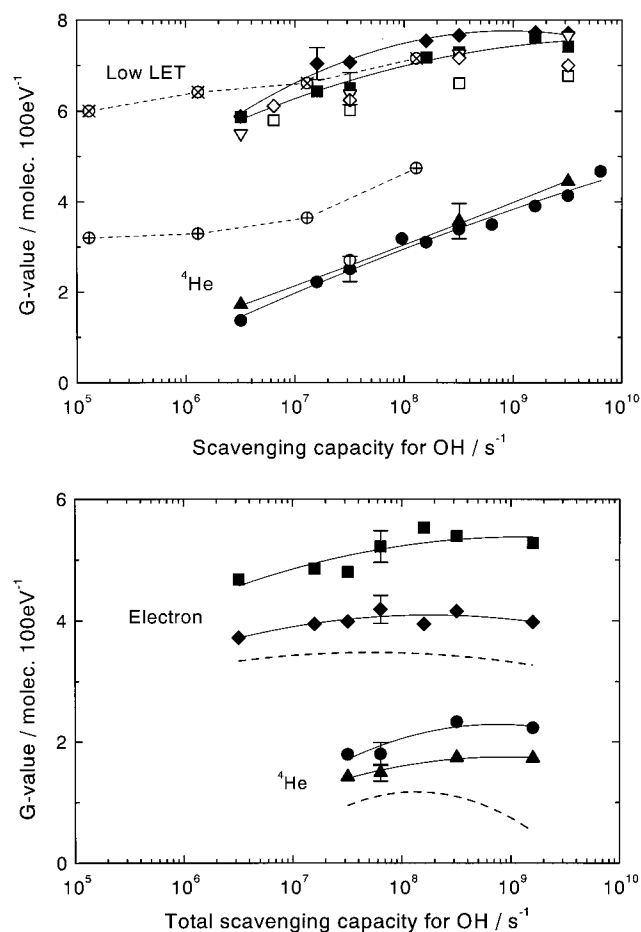 8
Low LET
6
4
⁴He
2
0
G-value / molec. 100eV⁻¹
10⁵ 10⁶ 10⁷ 10⁸ 10⁹ 10¹⁰
Scavenging capacity for OH / s⁻¹
6
4
Electron
2
⁴He
0
G-value / molec. 100eV⁻¹
10⁵ 10⁶ 10⁷ 10⁸ 10⁹ 10¹⁰
Total scavenging capacity for OH / s⁻¹